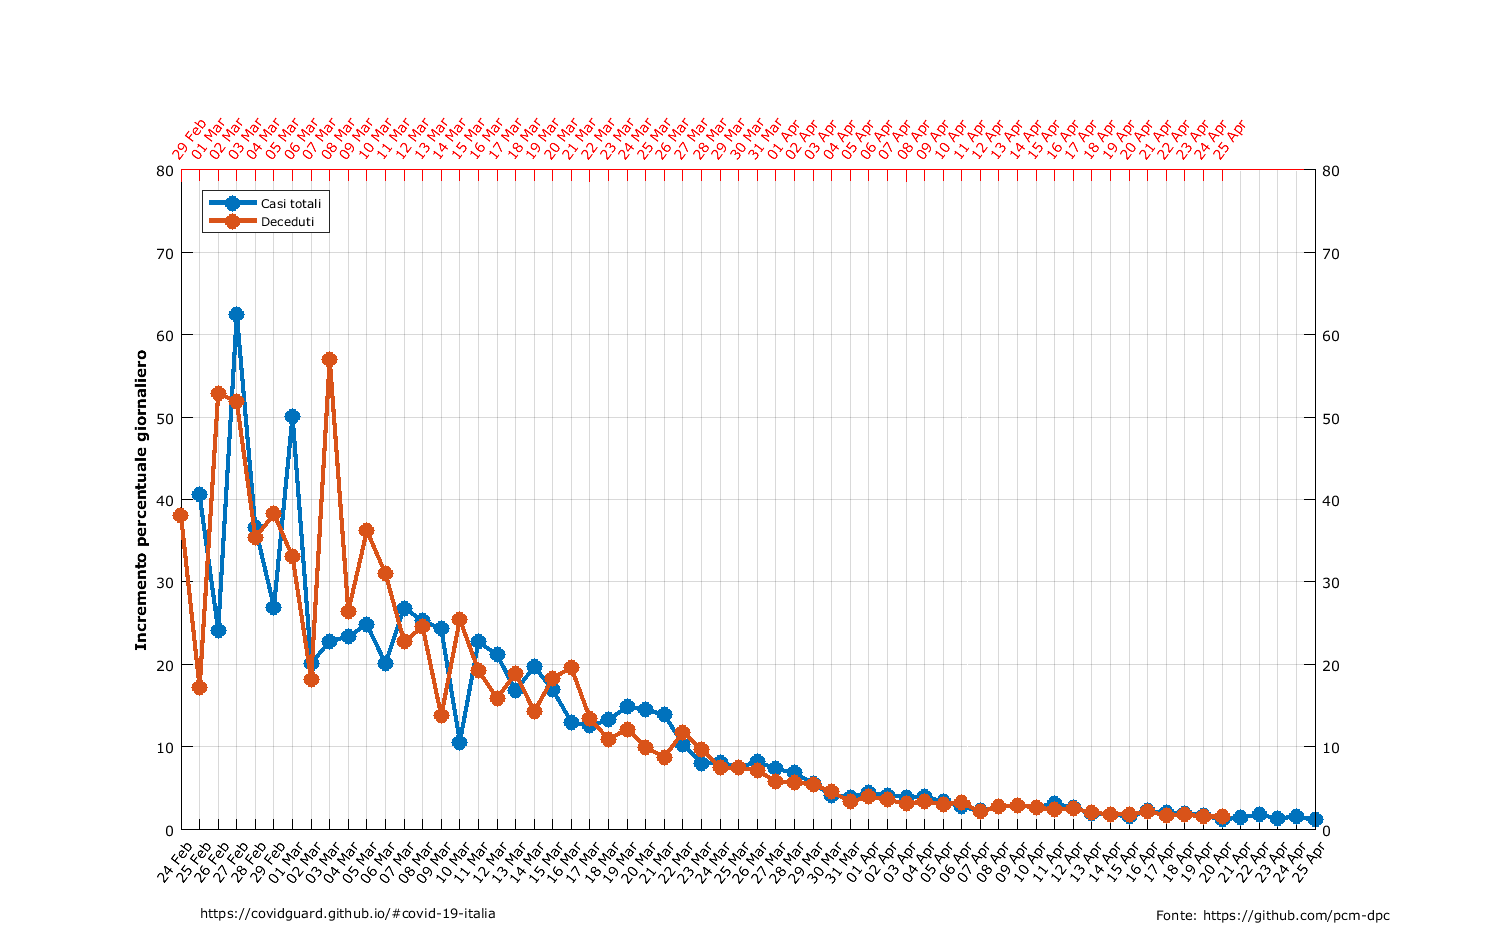 29 Feb
01 Mar
02 Mar
03 Mar
04 Mar
05 Mar
06 Mar
07 Mar
08 Mar
09 Mar
10 Mar
11 Mar
12 Mar
13 Mar
14 Mar
15 Mar
16 Mar
17 Mar
18 Mar
19 Mar
20 Mar
21 Mar
22 Mar
23 Mar
24 Mar
25 Mar
26 Mar
27 Mar
28 Mar
29 Mar
30 Mar
31 Mar
01 Apr
02 Apr
03 Apr
04 Apr
05 Apr
06 Apr
07 Apr
08 Apr
09 Apr
10 Apr
11 Apr
12 Apr
13 Apr
14 Apr
15 Apr
16 Apr
17 Apr
18 Apr
19 Apr
20 Apr
21 Apr
22 Apr
23 Apr
24 Apr
25 Apr
Casi totali
Deceduti
Incremento percentuale giornaliero
80
70
60
50
40
30
20
10
0
80
70
60
50
40
30
20
10
0
24 Feb
25 Feb
26 Feb
27 Feb
28 Feb
29 Feb
01 Mar
02 Mar
03 Mar
04 Mar
05 Mar
06 Mar
07 Mar
08 Mar
09 Mar
10 Mar
11 Mar
12 Mar
13 Mar
14 Mar
15 Mar
16 Mar
17 Mar
18 Mar
19 Mar
20 Mar
21 Mar
22 Mar
23 Mar
24 Mar
25 Mar
26 Mar
27 Mar
28 Mar
29 Mar
30 Mar
31 Mar
01 Apr
02 Apr
03 Apr
04 Apr
05 Apr
06 Apr
07 Apr
08 Apr
09 Apr
10 Apr
11 Apr
12 Apr
13 Apr
14 Apr
15 Apr
16 Apr
17 Apr
18 Apr
19 Apr
20 Apr
21 Apr
22 Apr
23 Apr
24 Apr
25 Apr
https://covidguard.github.io/#covid-19-italia
Fonte: https://github.com/pcm-dpc